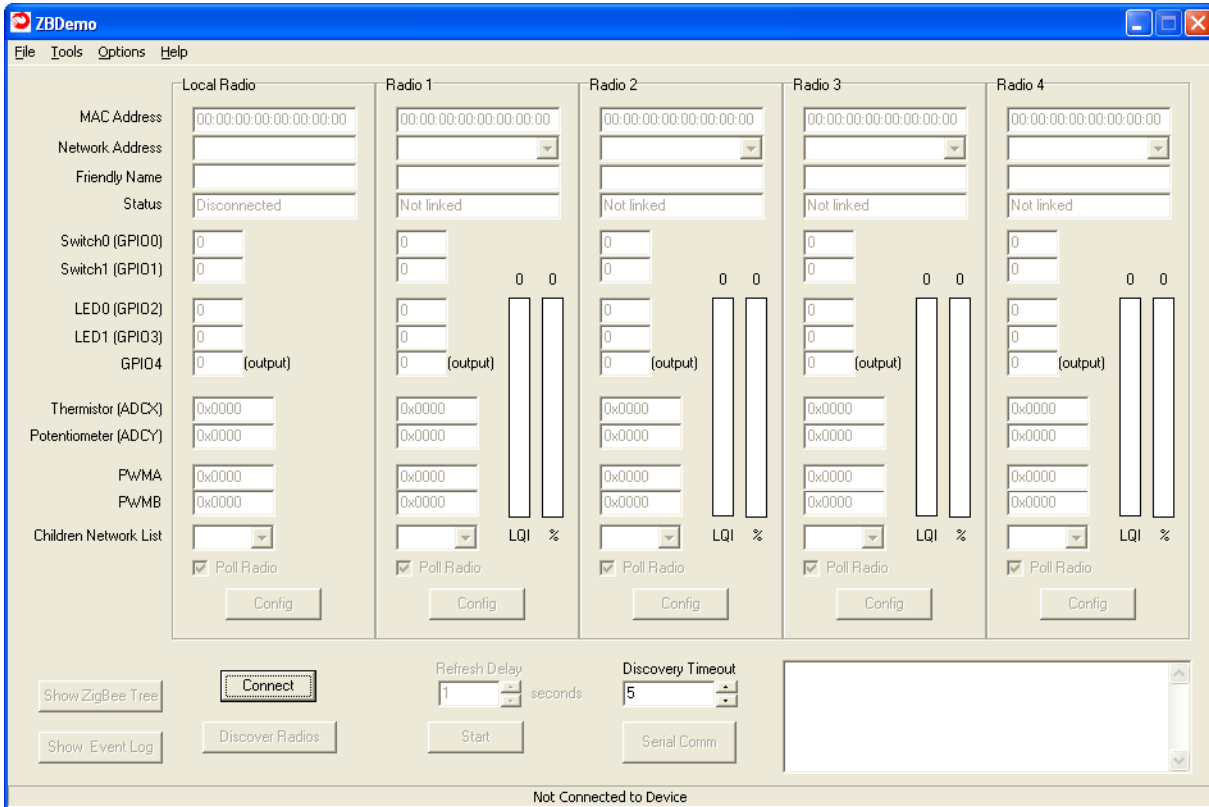 ZBDemo
File Tools Options Help
Local Radio Radio 1 Radio 2 Radio 3 Radio 4
MAC Address 00:00:00:00:00:00:00:00 00:00:00:00:00:00:00:00 00:00:00:00:00:00:00:00 00:00:00:00:00:00:00:00 00:00:00:00:00:00:00:00
Network Address
Friendly Name
Status Disconnected Not linked Not linked Not linked Not linked
Switch0 (GPIO0) 0 0 0 0 0
Switch1 (GPIO1) 0 0 0 0 0 0 0 0 0 0 0 0 0
LED0 (GPIO2) 0 0 0 0 0
LED1 (GPIO3) 0 0 0 0 0
GPIO4 0 (output) 0 (output) 0 (output) 0 (output) 0 (output)
Thermistor (ADCX) 0x0000 0x0000 0x0000 0x0000 0x0000
Potentiometer (ADCY) 0x0000 0x0000 0x0000 0x0000 0x0000
PWMA 0x0000 0x0000 0x0000 0x0000 0x0000
PWMB 0x0000 0x0000 0x0000 0x0000 0x0000
Children Network List LQI % LQI % LQI % LQI %
Poll Radio Poll Radio Poll Radio Poll Radio Poll Radio
Config Config Config Config Config
Refresh Delay Discovery Timeout
Show ZigBee Tree Connect 1 seconds 5
Show Event Log Discover Radios Start Serial Comm
Not Connected to Device